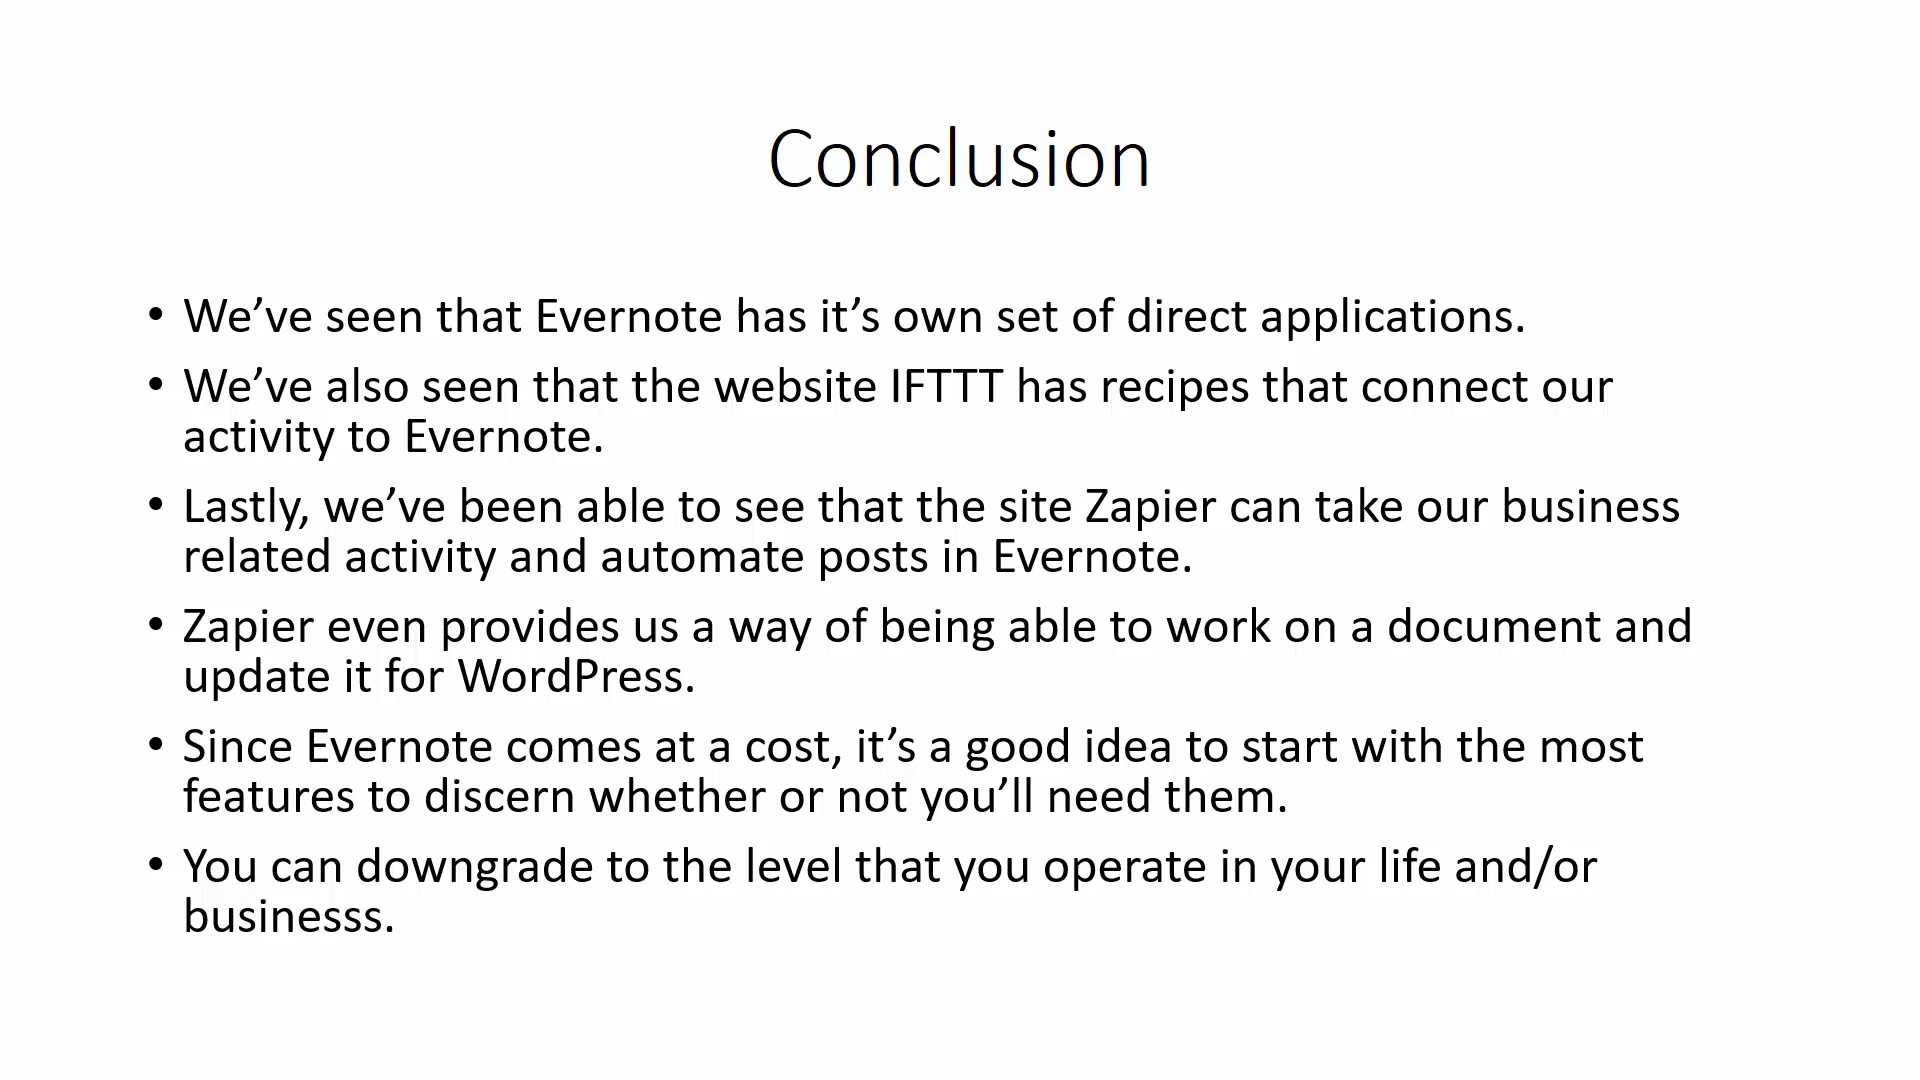 Conclusion
• We’ve seen that Evernote has it’s own set of direct applications.
• We’ve also seen that the website IFTTT has recipes that connect our
activity to Evernote.
• Lastly, we’ve been able to see that the site Zapier can take our business
related activity and automate posts in Evernote.
• Zapier even provides us a way of being able to work on a document and
update it for WordPress.
• Since Evernote comes at a cost, it’s a good idea to start with the most
features to discern whether or not you’ll need them.
• You can downgrade to the level that you operate in your life and/or
businesss.